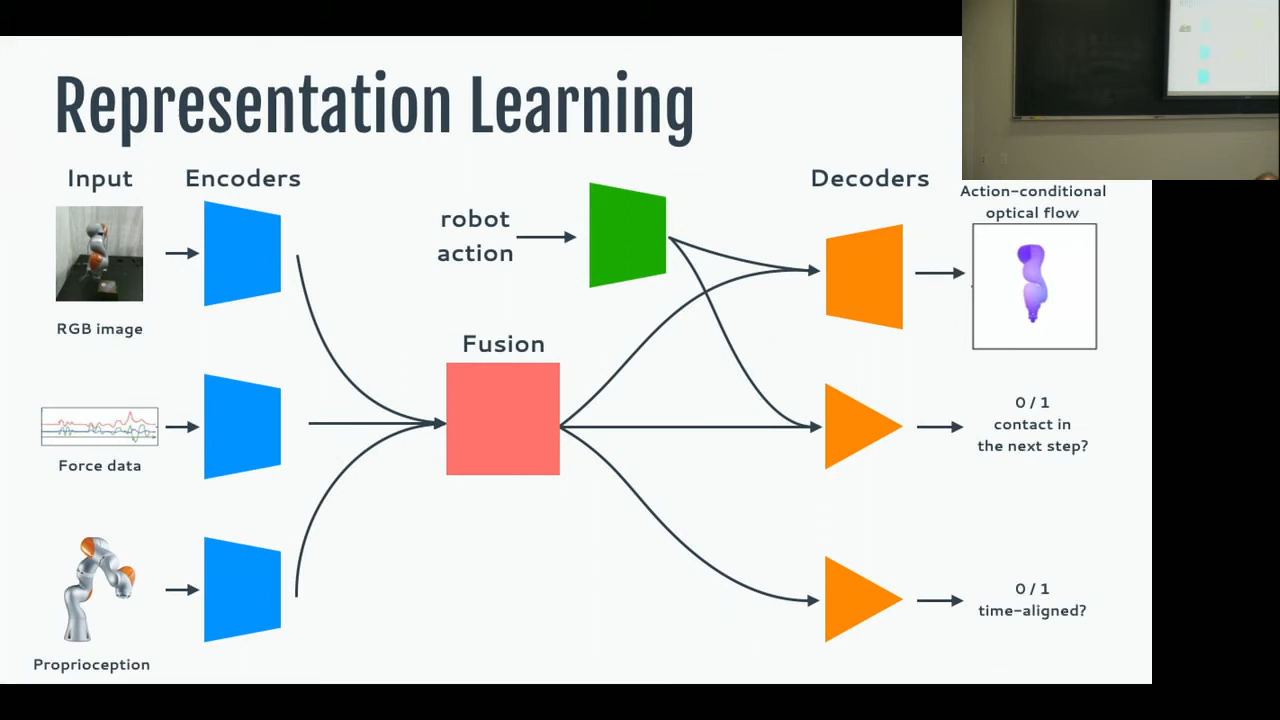 Representation Learning
Input
Encoders
Decoders
robot
action
Action-conditional
optical flow
RGB image
Fusion
0 / 1
contact in
the next step?
Force data
0 / 1
time-aligned?
Proprioception